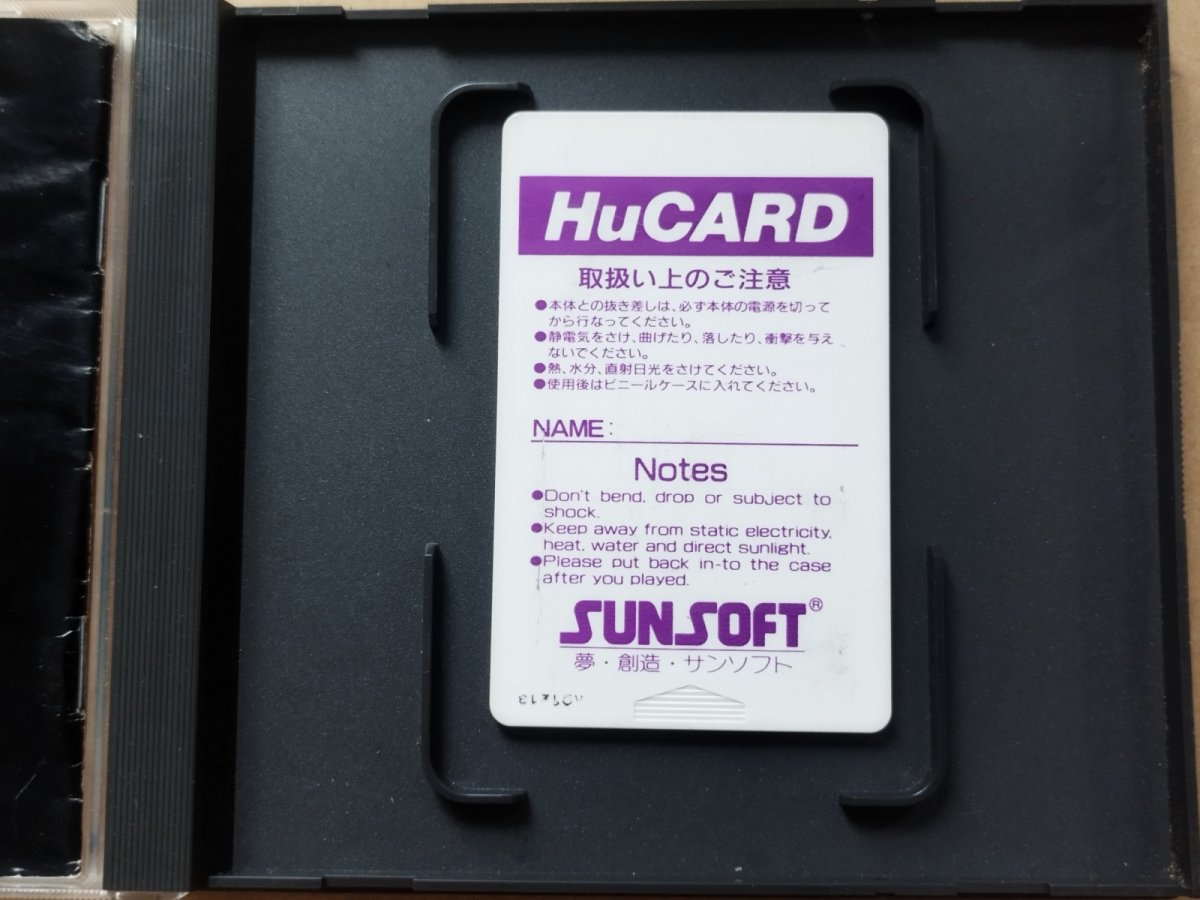 HuCARD
取扱い上のご注意
●本体との抜き差しは、必ず本体の電源を切って
から行なってください。
●静電気をさけ、曲げたり、落したり、衝撃を与え
ないでください。
●熱、水分、直射日光をさけてください。
●使用後はビニールケースに入れてください。
NAME:
Notes
●Don't bend, drop or subject to
shock.
●Keep away from static electricity,
heat, water and direct sunlight.
●Please put back in-to the case
after you played.
SUNSOFT®
夢・創造・サンソフト